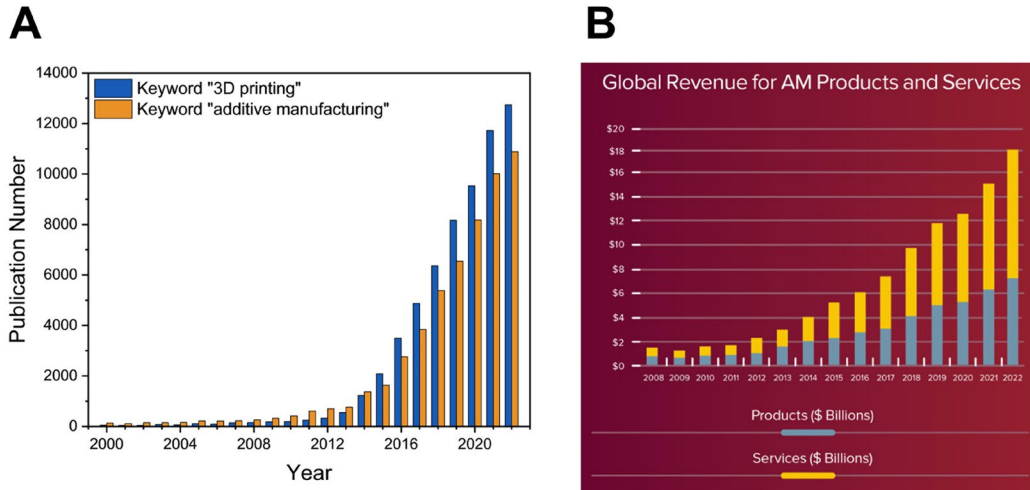 A
14000
12000
10000
8000
6000
4000
2000
0
Publication Number
Keyword "3D printing"
Keyword "additive manufacturing"
2000 2004 2008 2012 2016 2020
Year
B
Global Revenue for AM Products and Services
$20
$18
$16
$14
$12
$10
$8
$6
$4
$2
$0
2008 2009 2010 2011 2012 2013 2014 2015 2016 2017 2018 2019 2020 2021 2022
Products ($ Billions)
Services ($ Billions)